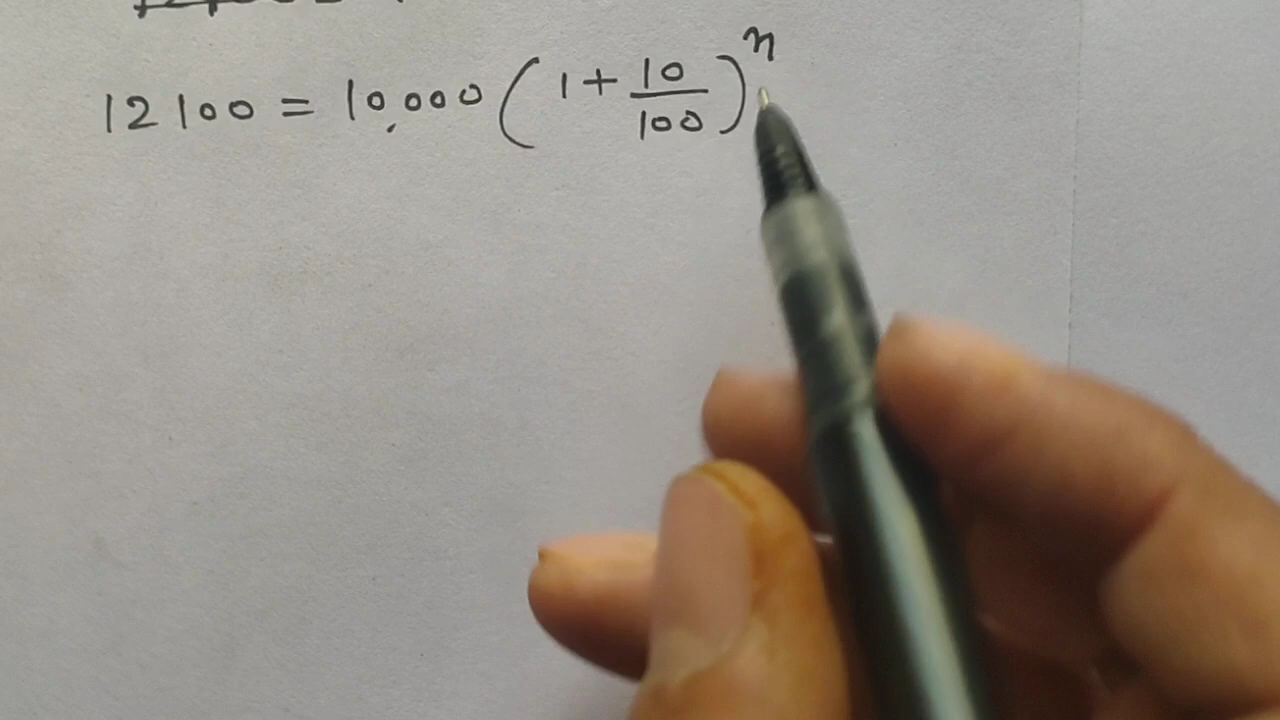 12100 = 10,000 (1 + 10/100)^n